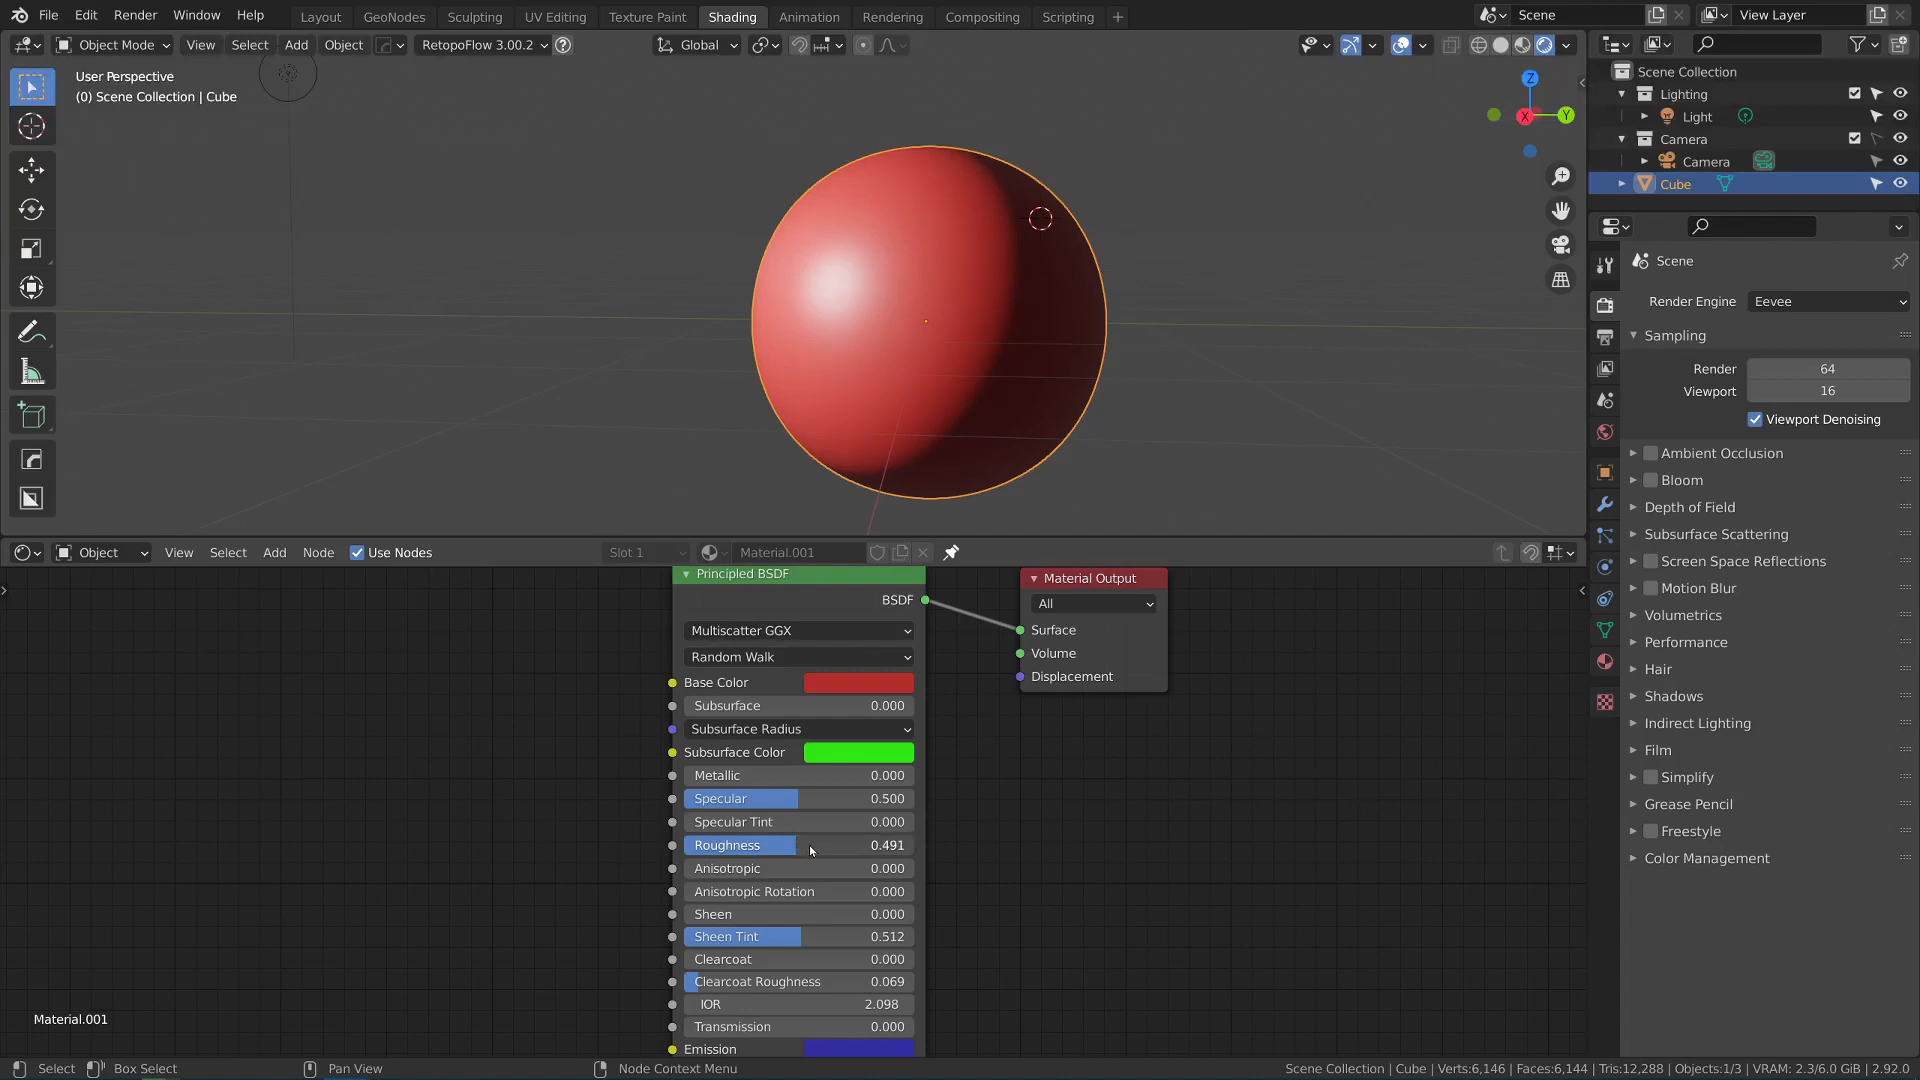 File Edit Render Window Help Layout GeoNodes Sculpting UV Editing Texture Paint Shading Animation Rendering Compositing Scripting + Scene View Layer
Object Mode View Select Add Object RetopoFlow 3.00.2 Global
User Perspective
(0) Scene Collection | Cube
Z
X
Y
Scene Collection
Lighting
Light
Camera
Camera
Cube
Scene
Render Engine Eevee
Sampling
Render 64
Viewport 16
Viewport Denoising
Ambient Occlusion
Bloom
Depth of Field
Subsurface Scattering
Screen Space Reflections
Motion Blur
Volumetrics
Performance
Hair
Shadows
Indirect Lighting
Film
Simplify
Grease Pencil
Freestyle
Color Management
Object View Select Add Node Use Nodes Slot 1 Material.001
Principled BSDF
BSDF
Multiscatter GGX
Random Walk
Base Color
Subsurface 0.000
Subsurface Radius
Subsurface Color
Metallic 0.000
Specular 0.500
Specular Tint 0.000
Roughness 0.491
Anisotropic 0.000
Anisotropic Rotation 0.000
Sheen 0.000
Sheen Tint 0.512
Clearcoat 0.000
Clearcoat Roughness 0.069
IOR 2.098
Transmission 0.000
Emission
Material Output
All
Surface
Volume
Displacement
Material.001
Select Box Select Pan View Node Context Menu Scene Collection | Cube | Verts:6,146 | Faces:6,144 | Tris:12,288 | Objects:1/3 | VRAM: 2.3/6.0 GiB | 2.92.0